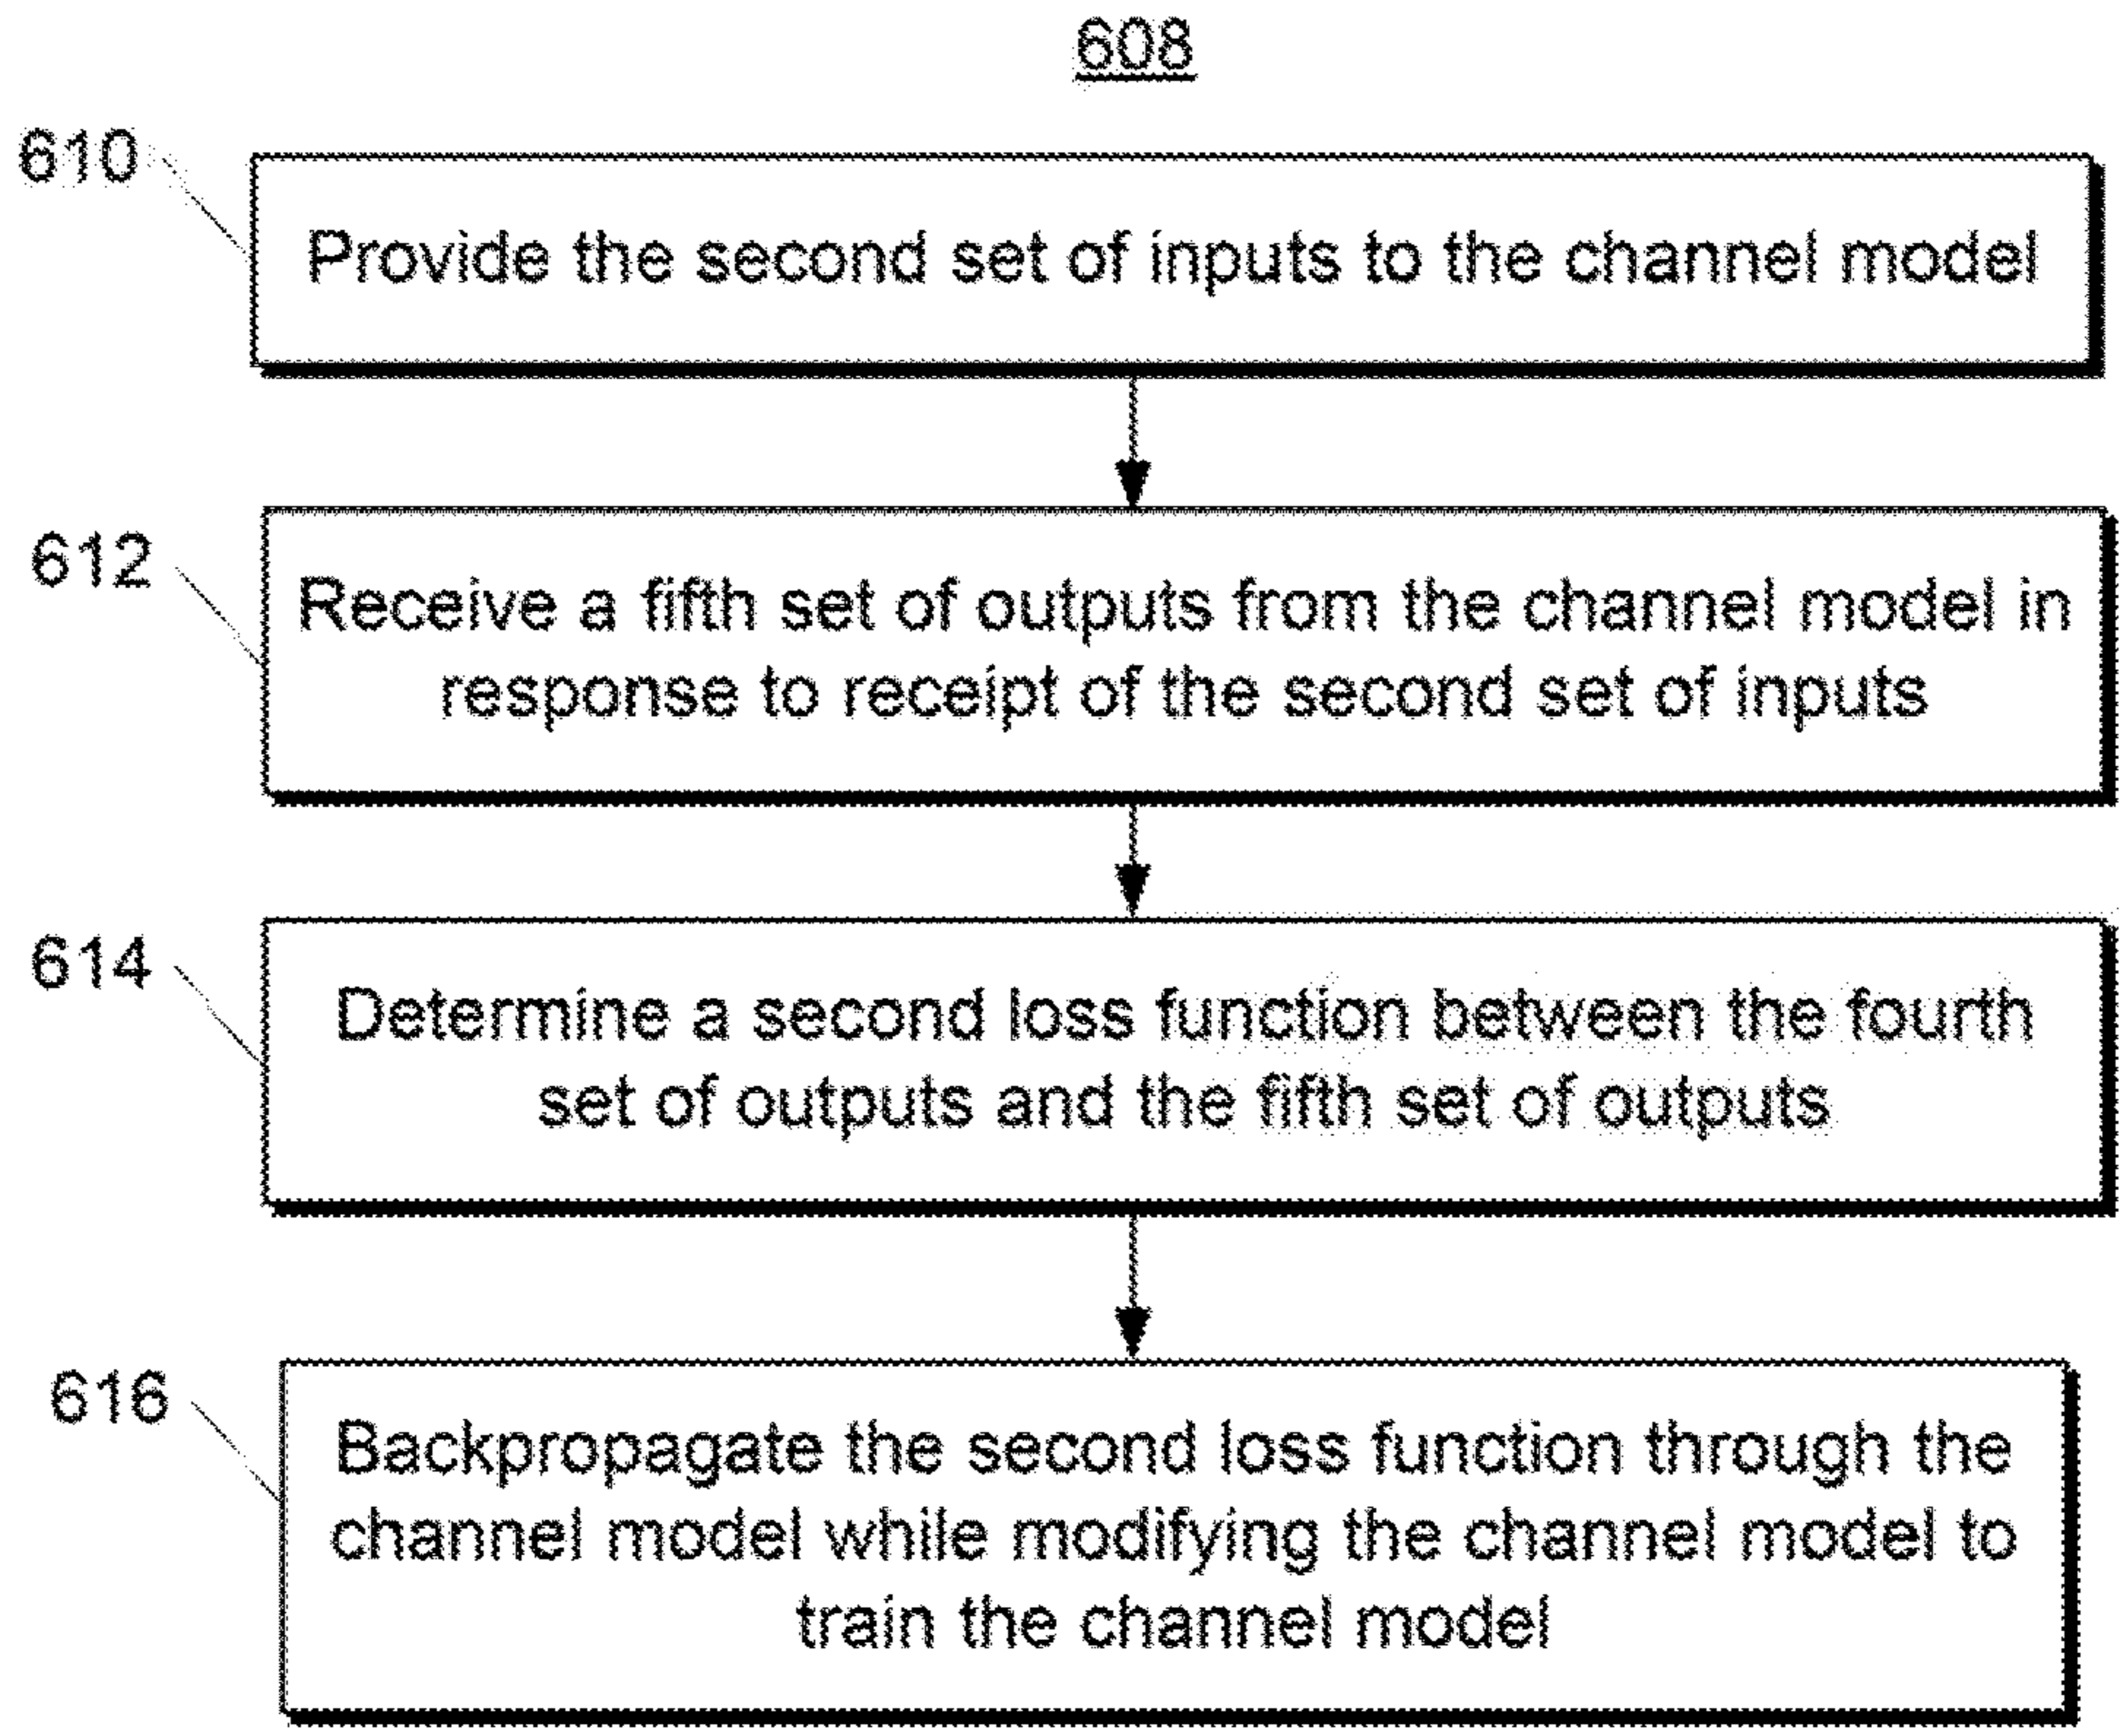 608
610
Provide the second set of inputs to the channel model
612
Receive a fifth set of outputs from the channel model in
response to receipt of the second set of inputs
614
Determine a second loss function between the fourth
set of outputs and the fifth set of outputs
616
Backpropagate the second loss function through the
channel model while modifying the channel model to
train the channel model